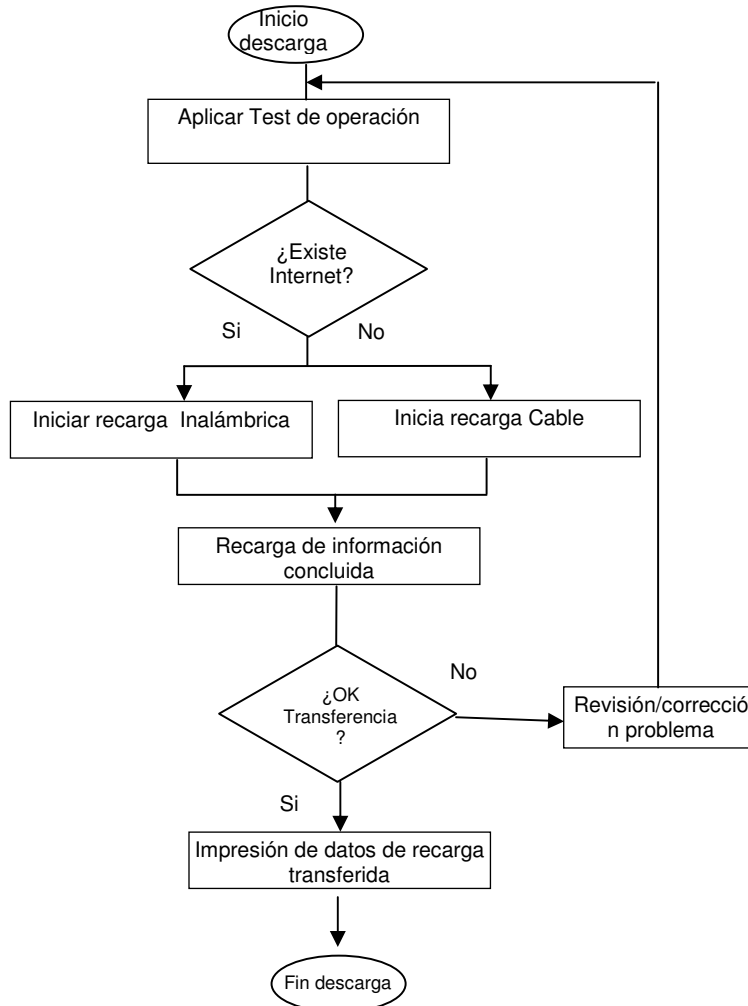 Inicio
descarga
Aplicar Test de operación
¿Existe
Internet?
Si
No
Iniciar recarga Inalámbrica
Inicia recarga Cable
Recarga de información
concluida
¿OK
Transferencia
?
No
Revisión/correcció
n problema
Si
Impresión de datos de recarga
transferida
Fin descarga